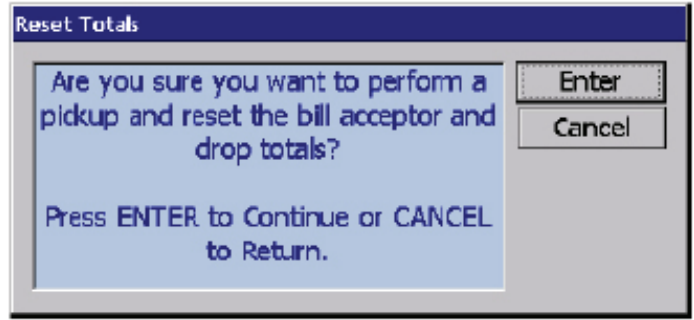 Reset Totals
Are you sure you want to perform a
pickup and reset the bill acceptor and
drop totals?
Press ENTER to Continue or CANCEL
to Return.
Enter
Cancel